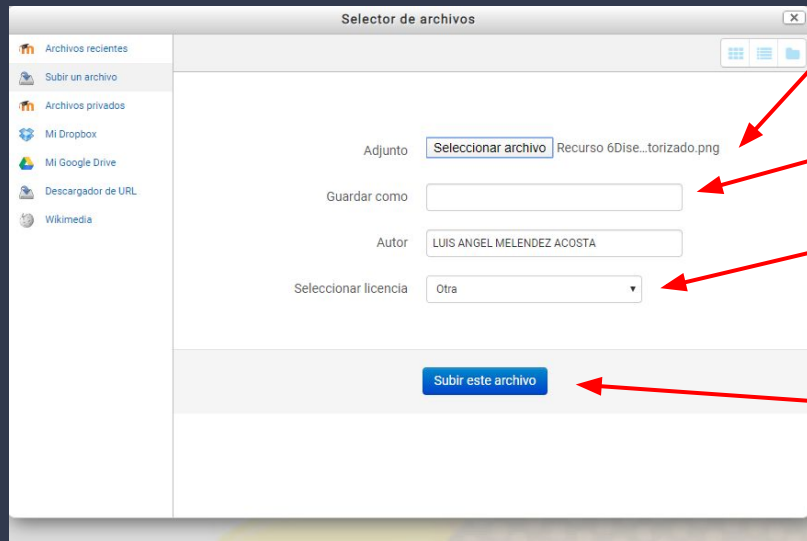 Selector de archivos
Archivos recientes
Subir un archivo
Archivos privados
Mi Dropbox
Mi Google Drive
Descargador de URL
Wikimedia
Adjunto Seleccionar archivo Recurso 6Dise...torizado.png
Guardar como
Autor LUIS ANGEL MELENDEZ ACOSTA
Seleccionar licencia Otra
Subir este archivo